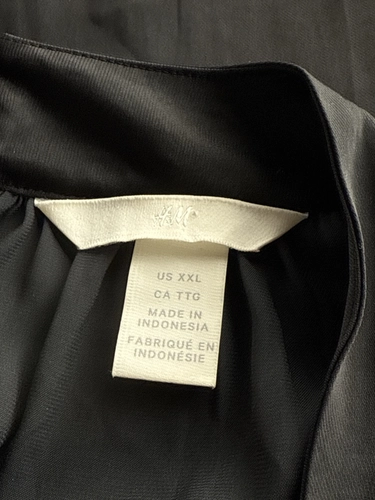 H&M
US XXL
CA TTG
MADE IN
INDONESIA
FABRIQUÉ EN
INDONÉSIE